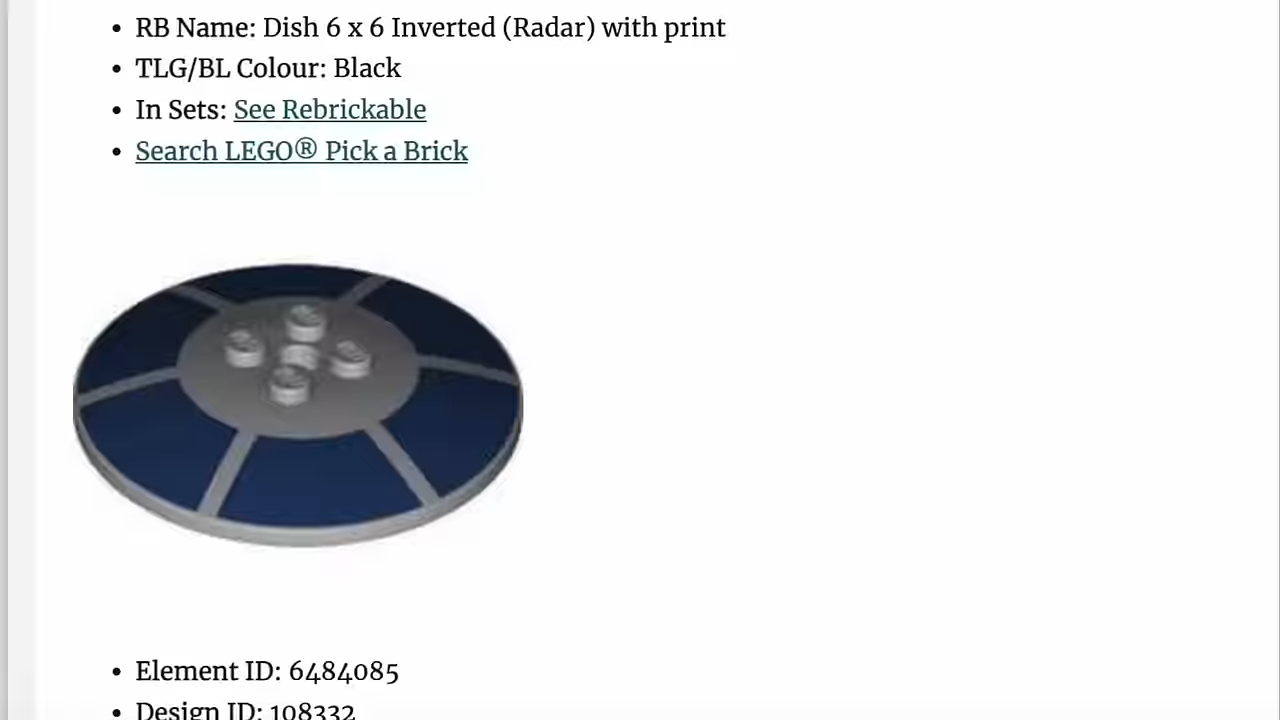 • RB Name: Dish 6 x 6 Inverted (Radar) with print
• TLG/BL Colour: Black
• In Sets: See Rebrickable
• Search LEGO® Pick a Brick
• Element ID: 6484085
• Design ID: 108332